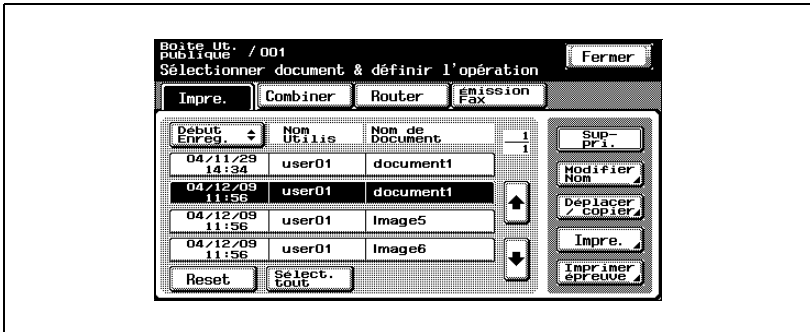 Boîte Ut.
publique / 001
Fermer
Sélectionner document & définir l'opération
Impre.
Combiner
Router
Émission
Fax
Début
Enreg.
Nom
Utilis
Nom de
Document
1
1
04/11/29
14:34
user01
document1
04/12/09
11:56
user01
document1
04/12/09
11:56
user01
Image5
04/12/09
11:56
user01
Image6
Reset
Sélect.
tout
Sup-
pri.
Modifier
Nom
Déplacer
/ copier
Impre.
Imprimer
épreuve